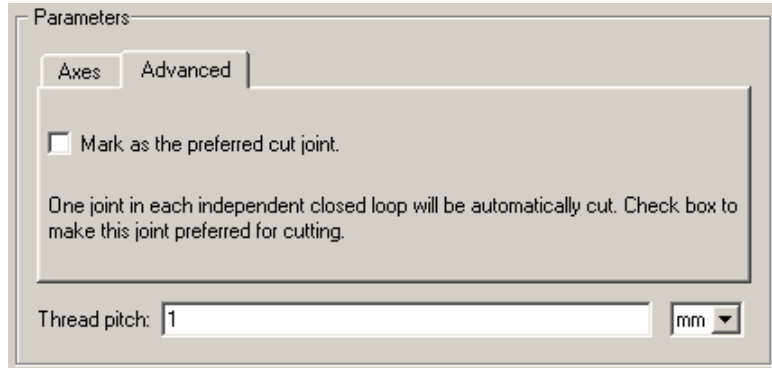 Parameters
Axes Advanced
Mark as the preferred cut joint.
One joint in each independent closed loop will be automatically cut. Check box to
make this joint preferred for cutting.
Thread pitch: 1 mm